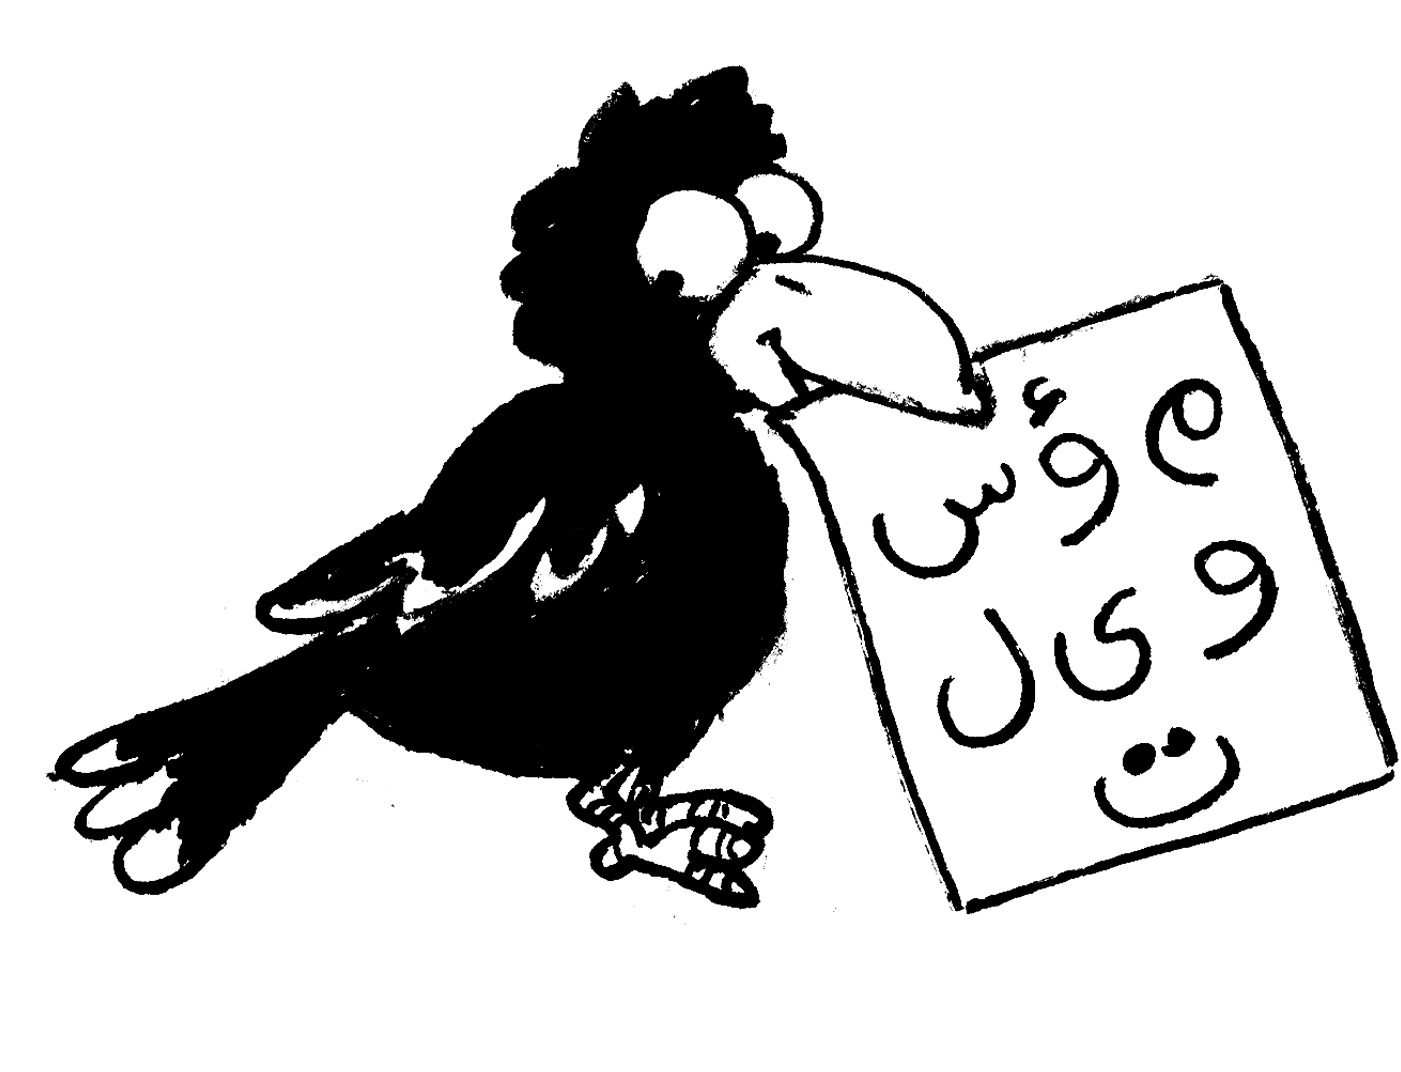 م ؤ س
و ى ل
ت